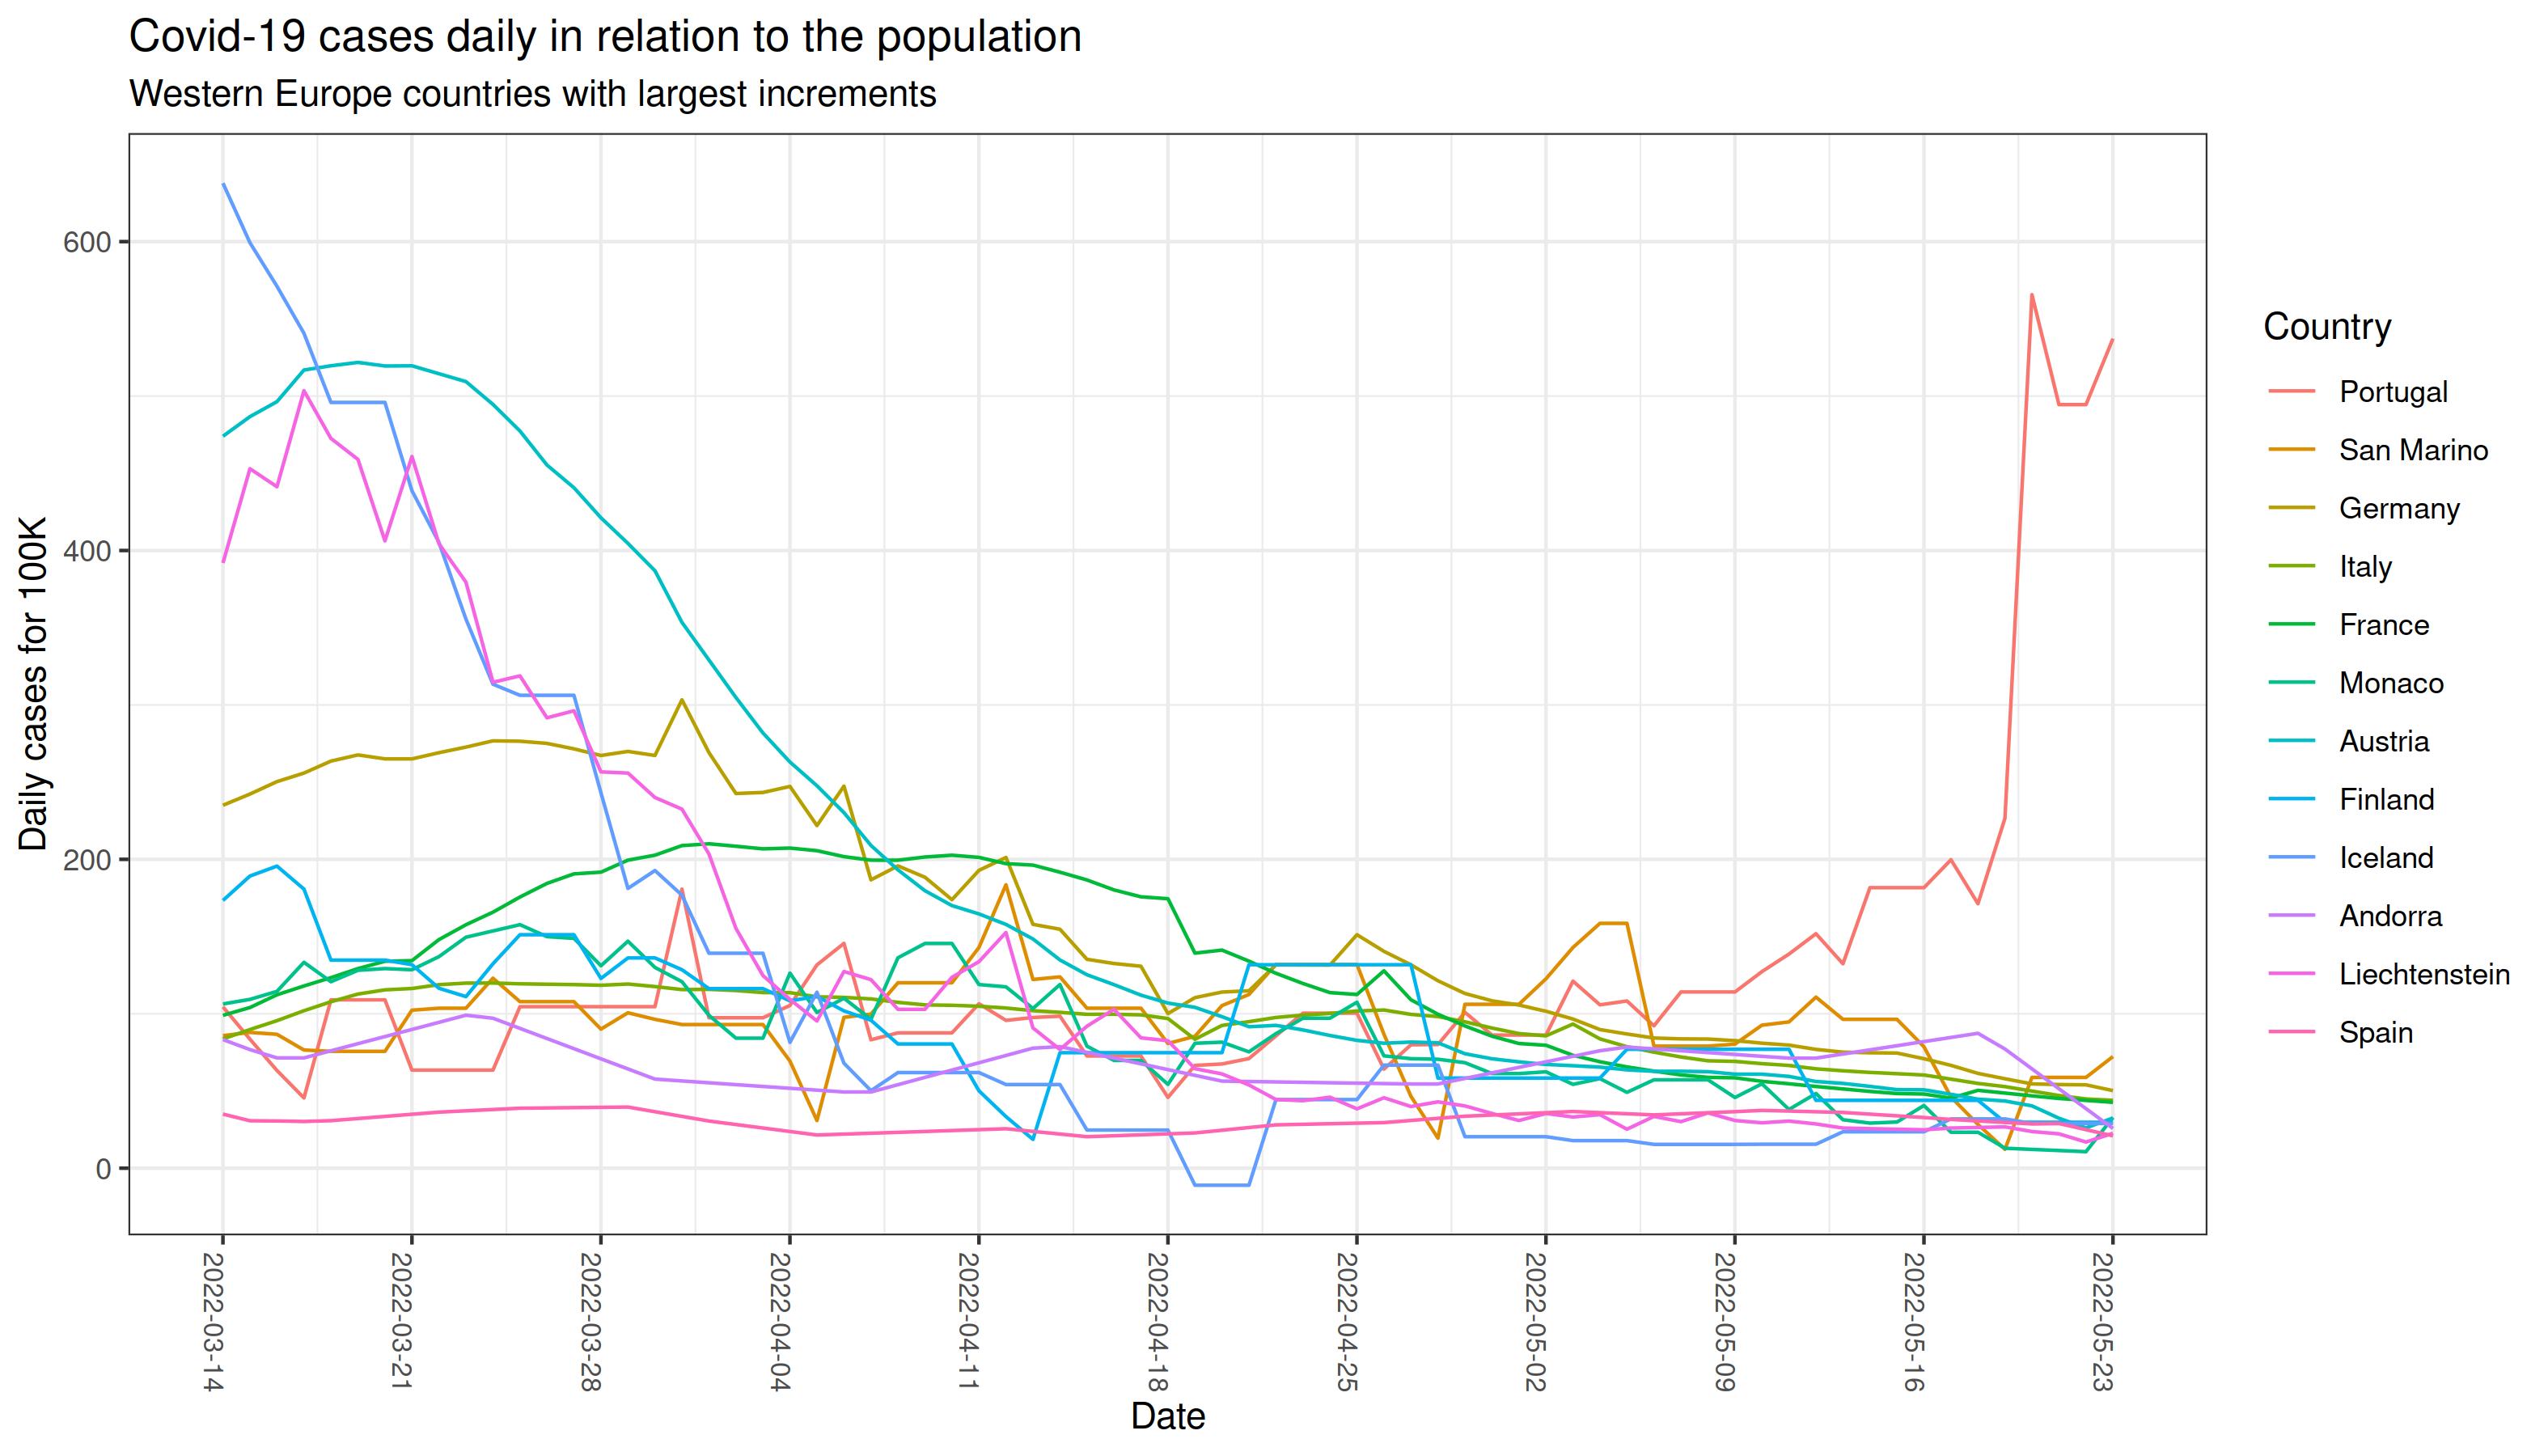 Covid-19 cases daily in relation to the population
Western Europe countries with largest increments
Daily cases for 100K
600
400
200
0
2022-03-14
2022-03-21
2022-03-28
2022-04-04
2022-04-11
2022-04-18
2022-04-25
2022-05-02
2022-05-09
2022-05-16
2022-05-23
Date
Country
Portugal
San Marino
Germany
Italy
France
Monaco
Austria
Finland
Iceland
Andorra
Liechtenstein
Spain